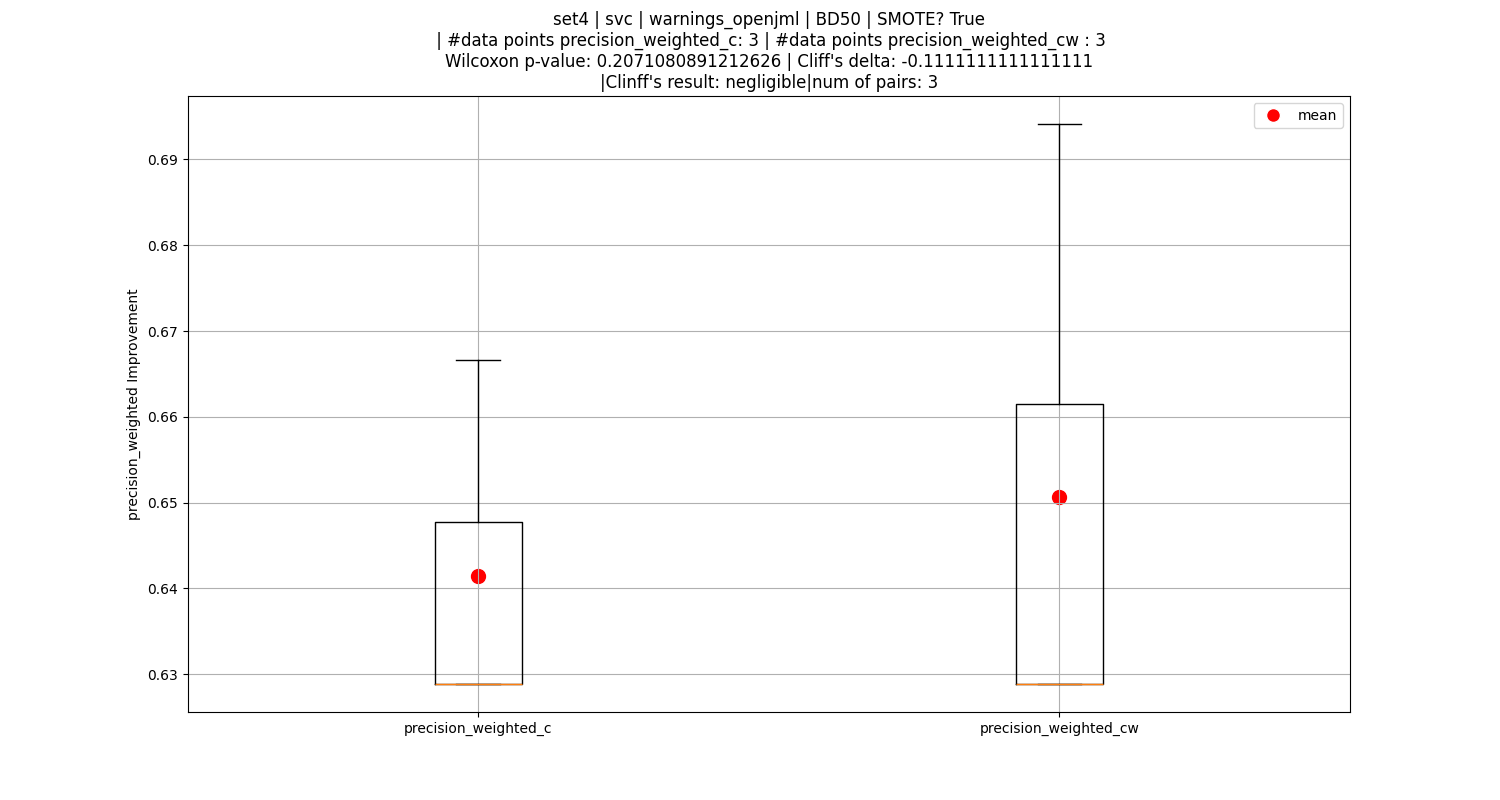 set4 | svc | warnings_openjml | BD50 | SMOTE? True
| #data points precision_weighted_c: 3 | #data points precision_weighted_cw : 3
Wilcoxon p-value: 0.2071080891212626 | Cliff's delta: -0.1111111111111111
|Clinff's result: negligible|num of pairs: 3
mean
0.69
0.68
0.67
0.66
0.65
0.64
0.63
precision_weighted Improvement
precision_weighted_c
precision_weighted_cw